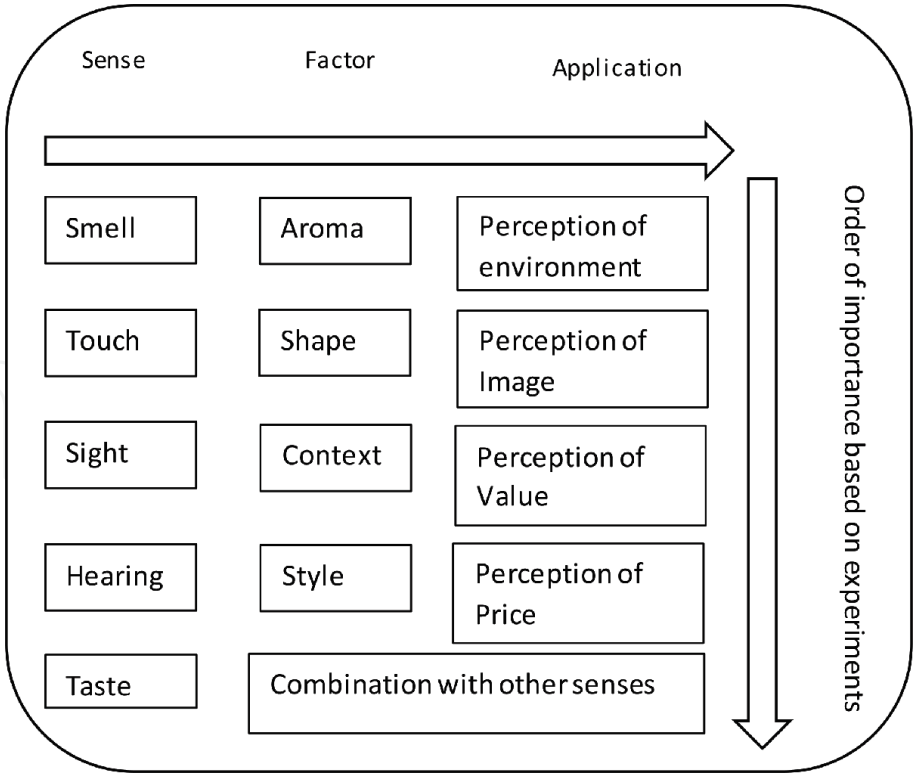 Sense
Factor
Application
Smell
Aroma
Perception of
environment
Touch
Shape
Perception of
Image
Sight
Context
Perception of
Value
Hearing
Style
Perception of
Price
Taste
Combination with other senses
Order of importance based on experiments